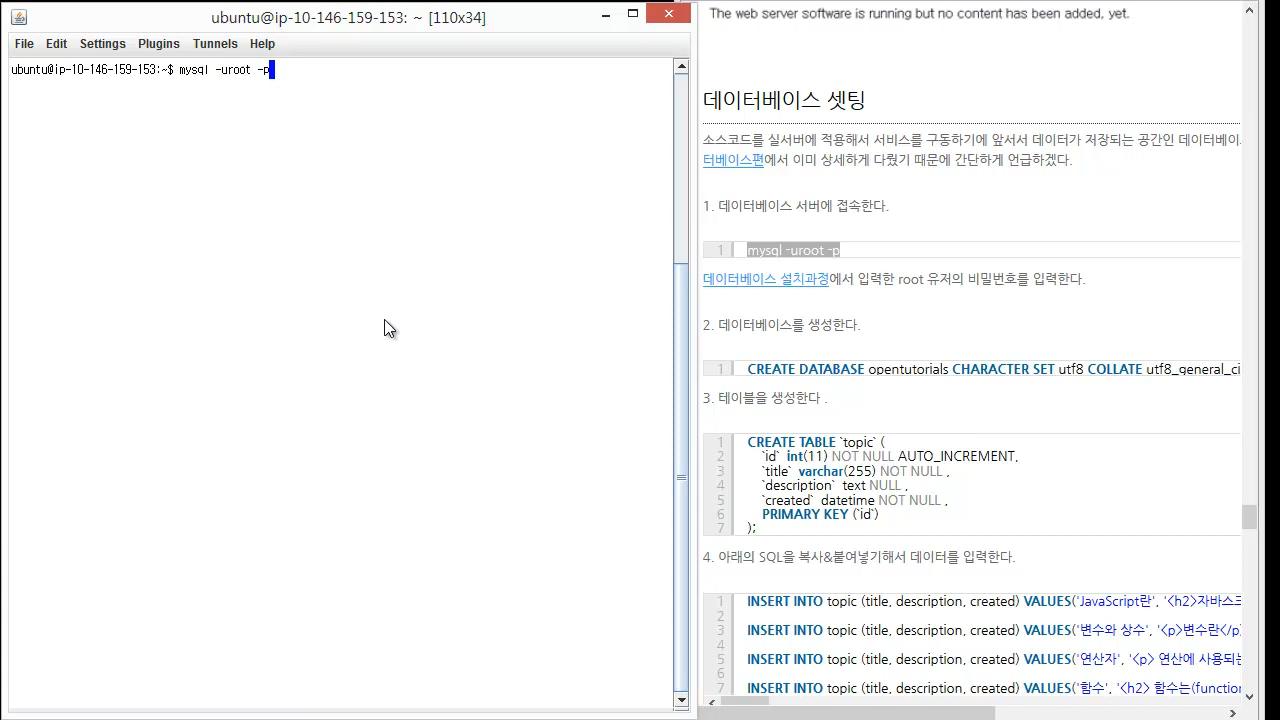 ubuntu@ip-10-146-159-153: ~ [110x34]
File Edit Settings Plugins Tunnels Help
ubuntu@ip-10-146-159-153:~$ mysql -uroot -p
The web server software is running but no content has been added, yet.
데이터베이스 셋팅
소스코드를 실서버에 적용해서 서비스를 구동하기에 앞서서 데이터가 저장되는 공간인 데이터베이
터베이스편에서 이미 상세하게 다뤘기 때문에 간단하게 언급하겠다.
1. 데이터베이스 서버에 접속한다.
1 mysql -uroot -p
데이터베이스 설치과정에서 입력한 root 유저의 비밀번호를 입력한다.
2. 데이터베이스를 생성한다.
1 CREATE DATABASE opentutorials CHARACTER SET utf8 COLLATE utf8_general_ci
3. 테이블을 생성한다 .
1 CREATE TABLE `topic` (
2 `id` int(11) NOT NULL AUTO_INCREMENT,
3 `title` varchar(255) NOT NULL ,
4 `description` text NULL ,
5 `created` datetime NOT NULL ,
6 PRIMARY KEY (`id`)
7 );
4. 아래의 SQL을 복사&붙여넣기해서 데이터를 입력한다.
1 INSERT INTO topic (title, description, created) VALUES('JavaScript란', '<h2>자바스크
2
3 INSERT INTO topic (title, description, created) VALUES('변수와 상수', '<p>변수란</p>
4
5 INSERT INTO topic (title, description, created) VALUES('연산자', '<p> 연산에 사용되는
6
7 INSERT INTO topic (title, description, created) VALUES('함수', '<h2> 함수는(function